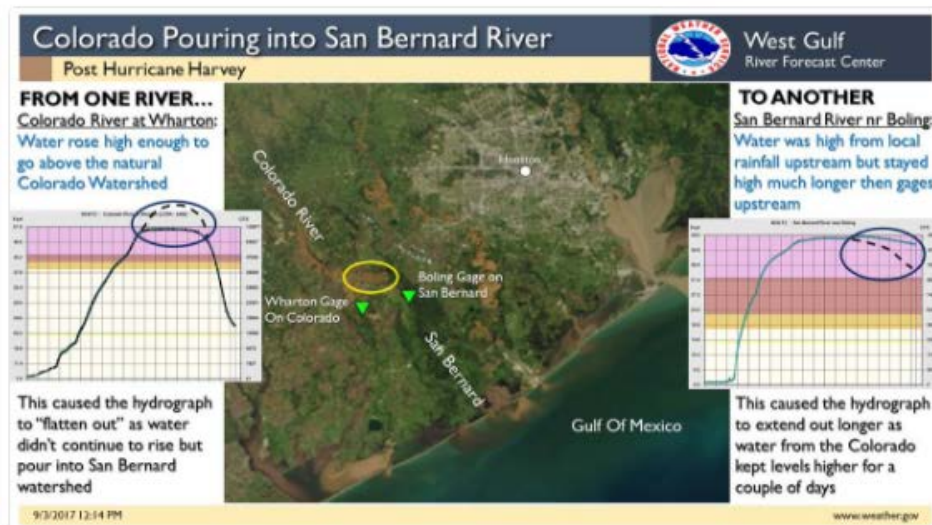 Colorado Pouring into San Bernard River
Post Hurricane Harvey
NATIONAL WEATHER SERVICE
West Gulf
River Forecast Center
FROM ONE RIVER...
Colorado River at Wharton:
Water rose high enough to
go above the natural
Colorado Watershed
This caused the hydrograph
to "flatten out" as water
didn't continue to rise but
pour into San Bernard
watershed
Colorado River
Houston
Wharton Gage
On Colorado
Boling Gage on
San Bernard
San Bernard
Gulf Of Mexico
TO ANOTHER
San Bernard River nr Boling:
Water was high from local
rainfall upstream but stayed
high much longer then gages
upstream
This caused the hydrograph
to extend out longer as
water from the Colorado
kept levels higher for a
couple of days
9/3/2017 12:14 PM
www.weather.gov